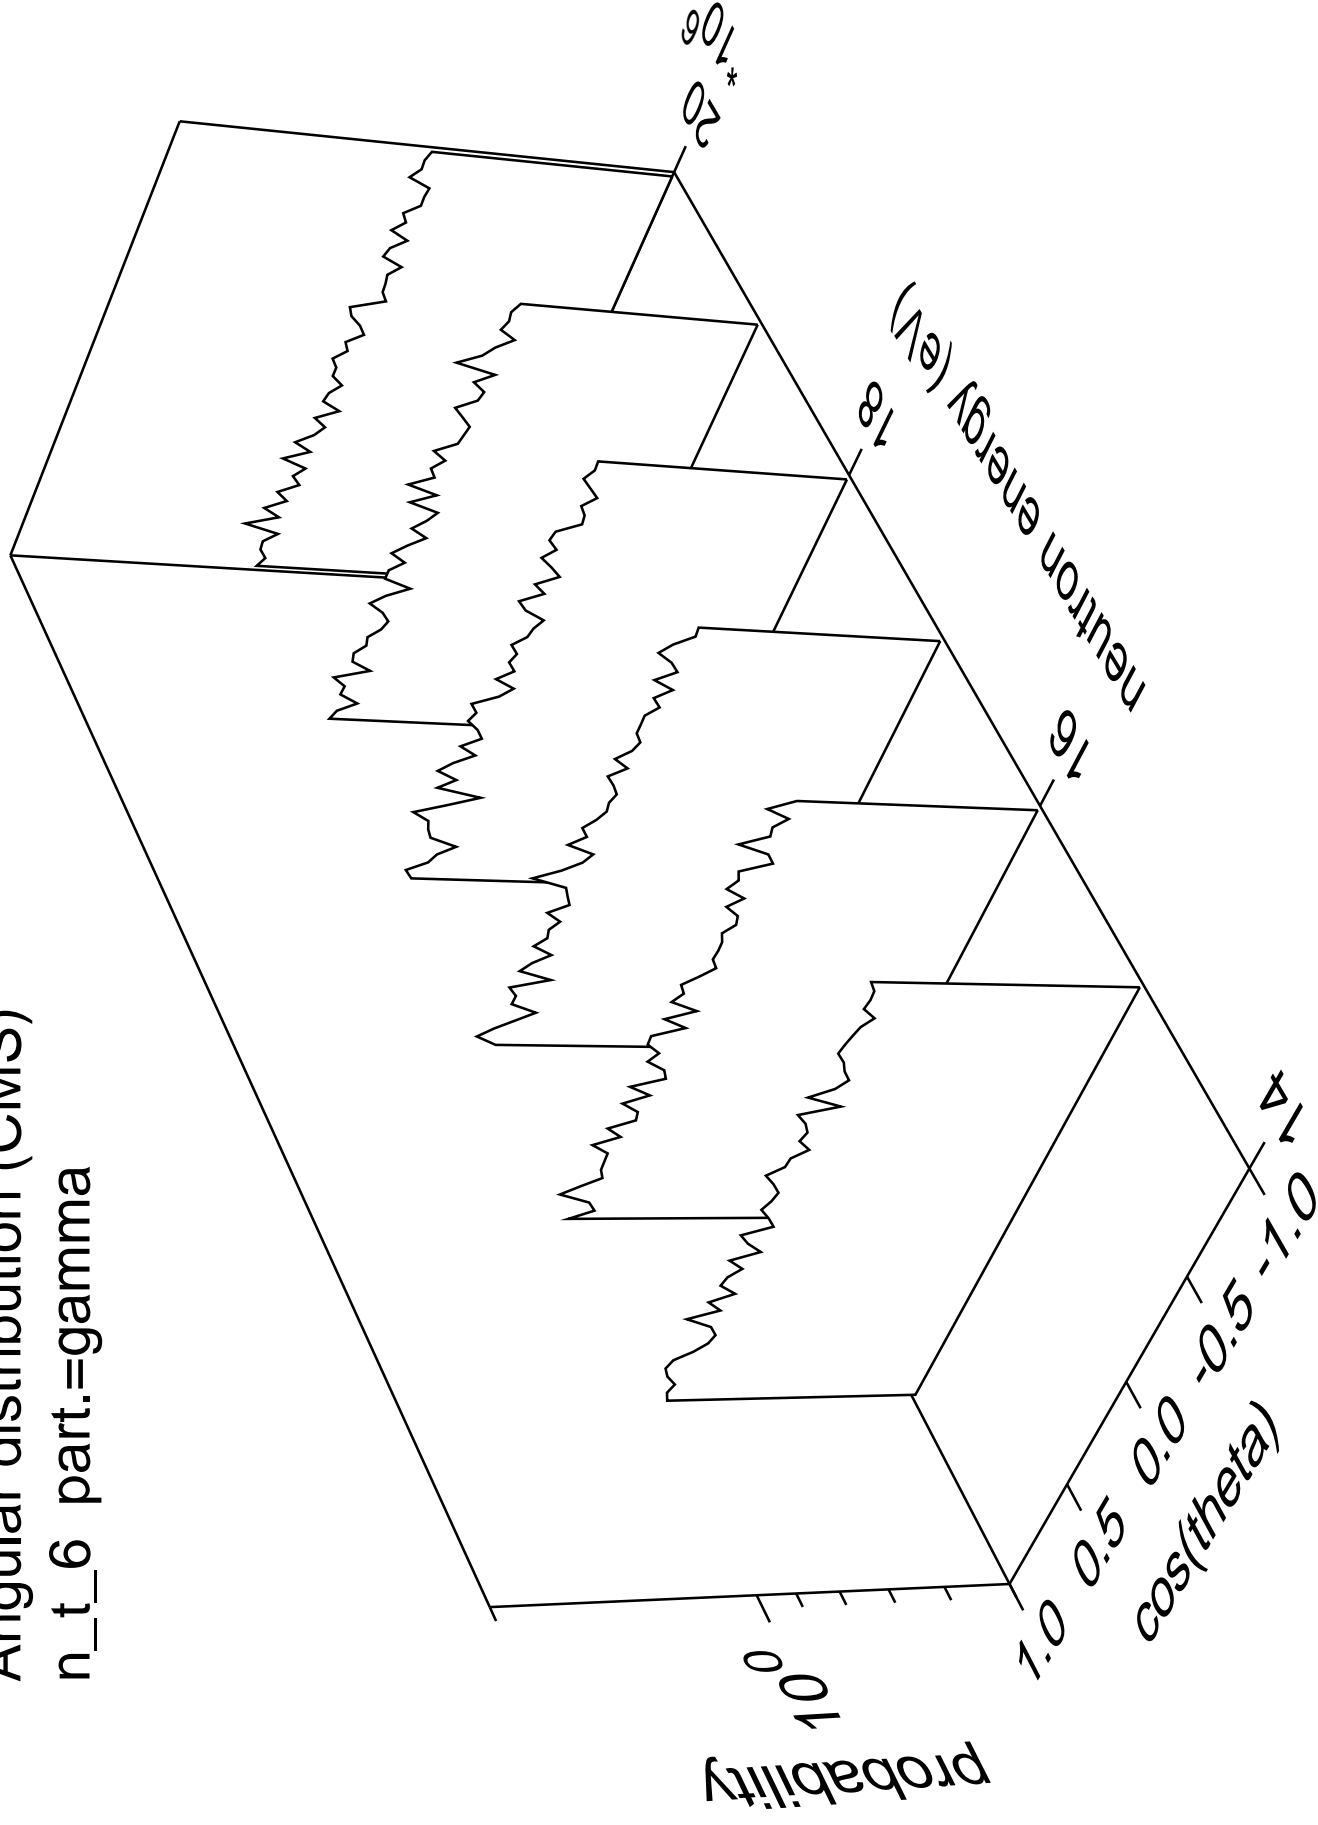 Angular distribution (CMS)
n_t_6 part.=gamma
probability
10 0
1.0 0.5 0.0 -0.5 -1.0
cos(theta)
14 16 18 20
neutron energy (eV)
* 10 6